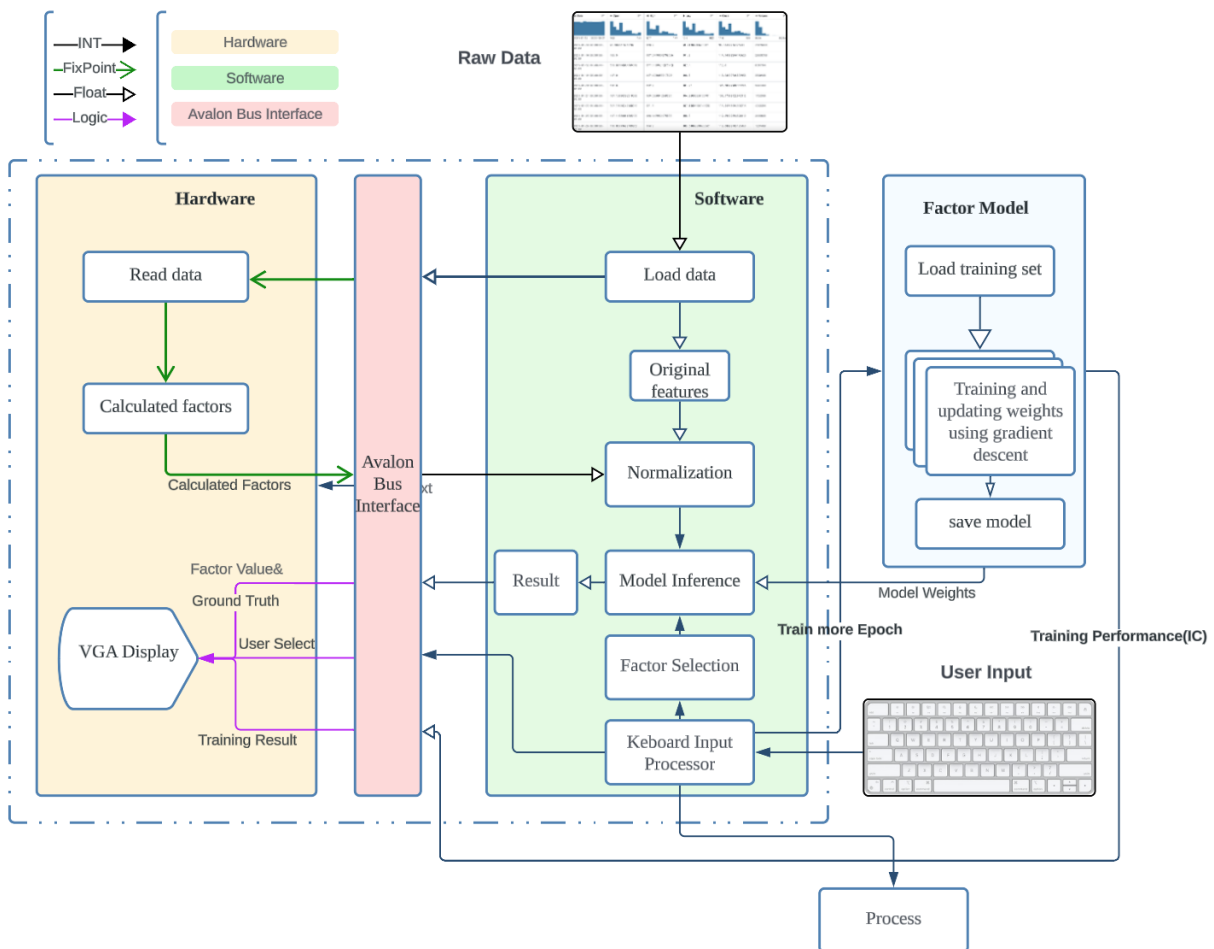 INT
FixPoint
Float
Logic
Hardware
Software
Avalon Bus Interface
Raw Data
Hardware
Software
Factor Model
Read data
Load data
Load training set
Original
features
Calculated factors
Training and
updating weights
using gradient
descent
Avalon
Bus
Interface
Normalization
Calculated Factors
xt
save model
Factor Value&
Ground Truth
Result
Model Inference
Model Weights
Train more Epoch
Training Performance(IC)
User Select
VGA Display
Factor Selection
User Input
Training Result
Keboard Input
Processor
Process